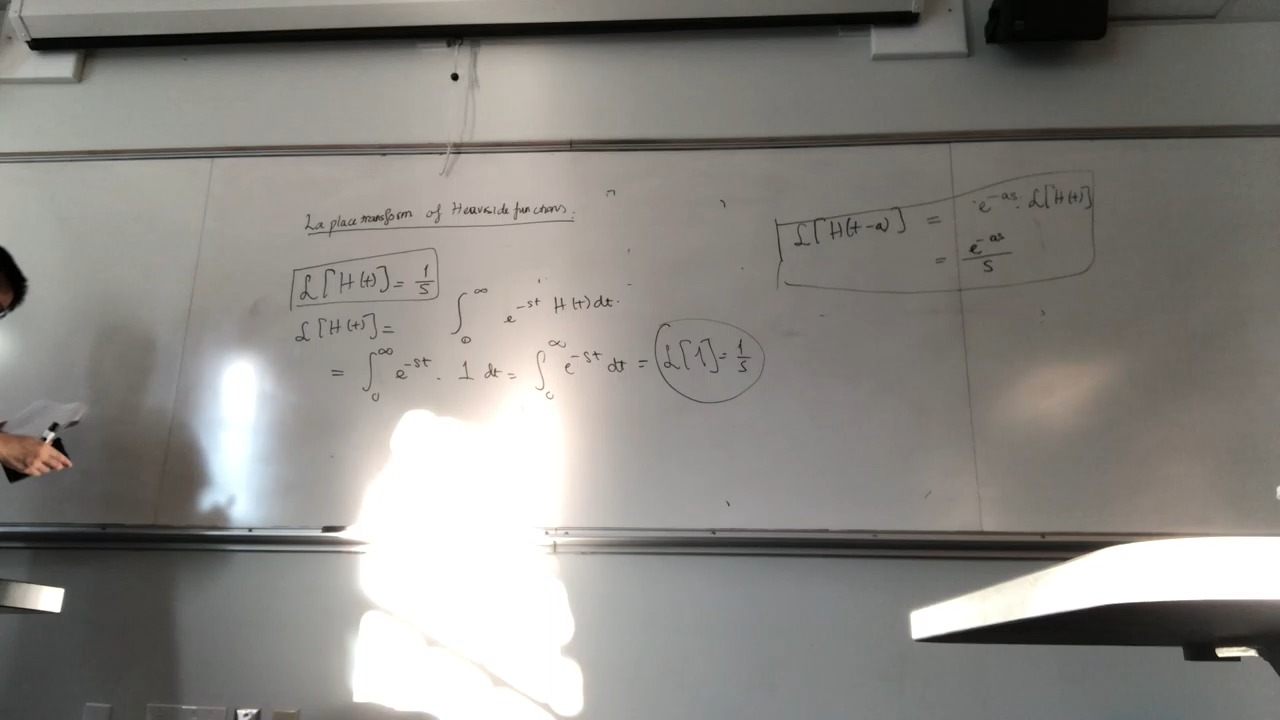 Laplace transform of Heaviside functions.
ℒ[H(t)] = 1/s
ℒ[H(t)] = ∫₀^∞ e^{-st} H(t) dt.
= ∫₀^∞ e^{-st} . 1 dt = ∫₀^∞ e^{-st} dt = ℒ[1] = 1/s
ℒ[H(t-a)] = e^{-as} . ℒ[H(t)]
= e^{-as}/s